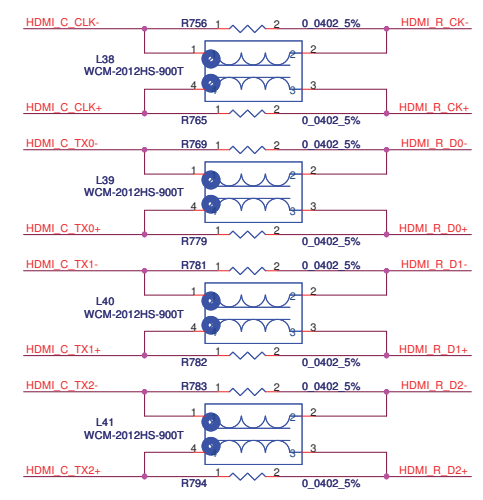 HDMI_C_CLK- R756 1 2 0_0402_5% HDMI_R_CK-
1 2 2
L38
WCM-2012HS-900T
4 3 3
HDMI_C_CLK+ R765 1 2 0_0402_5% HDMI_R_CK+
HDMI_C_TX0- R769 1 2 0_0402_5% HDMI_R_D0-
1 2
L39
WCM-2012HS-900T
4 3
HDMI_C_TX0+ R779 1 2 0_0402_5% HDMI_R_D0+
HDMI_C_TX1- R781 1 2 0_0402_5% HDMI_R_D1-
1 2
L40
WCM-2012HS-900T
4 3
HDMI_C_TX1+ R782 1 2 0_0402_5% HDMI_R_D1+
HDMI_C_TX2- R783 1 2 0_0402_5% HDMI_R_D2-
1 2 2
L41
WCM-2012HS-900T
4 3 3
HDMI_C_TX2+ R794 1 2 0_0402_5% HDMI_R_D2+